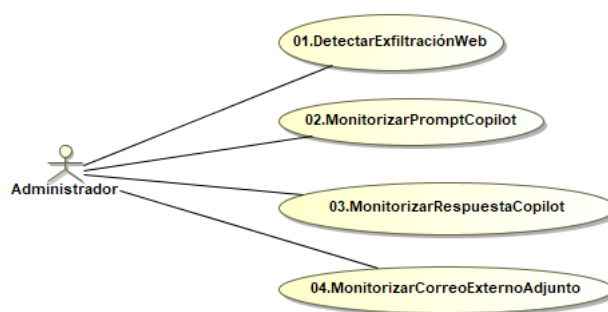 01.DetectarExfiltraciónWeb
02.MonitorizarPromptCopilot
Administrador
03.MonitorizarRespuestaCopilot
04.MonitorizarCorreoExternoAdjunto